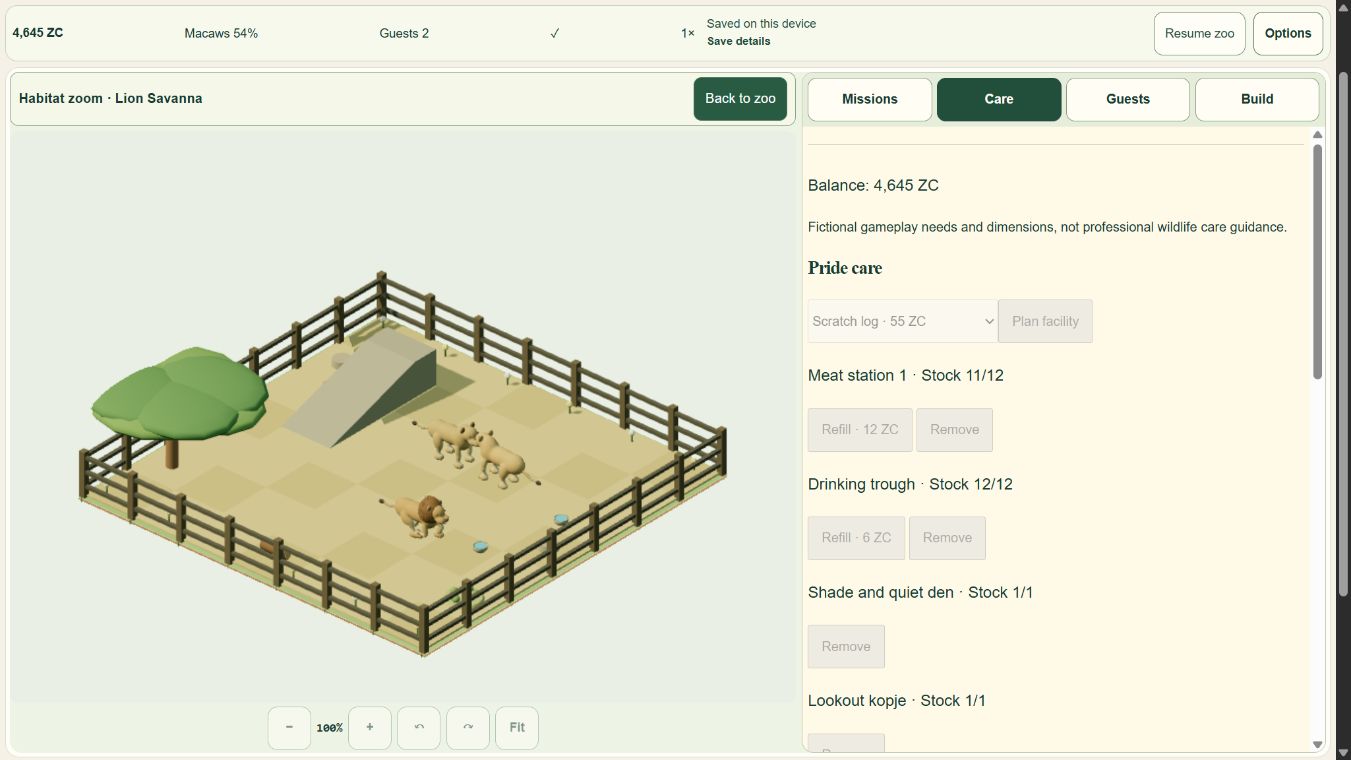 4,645 ZC
Macaws 54%
Guests 2
✓
1×
Saved on this device
Save details
Resume zoo
Options
Habitat zoom · Lion Savanna
Back to zoo
Missions
Care
Guests
Build
Balance: 4,645 ZC
Fictional gameplay needs and dimensions, not professional wildlife care guidance.
Pride care
Scratch log · 55 ZC
Plan facility
Meat station 1 · Stock 11/12
Refill · 12 ZC
Remove
Drinking trough · Stock 12/12
Refill · 6 ZC
Remove
Shade and quiet den · Stock 1/1
Remove
Lookout kopje · Stock 1/1
−
100%
+
Fit